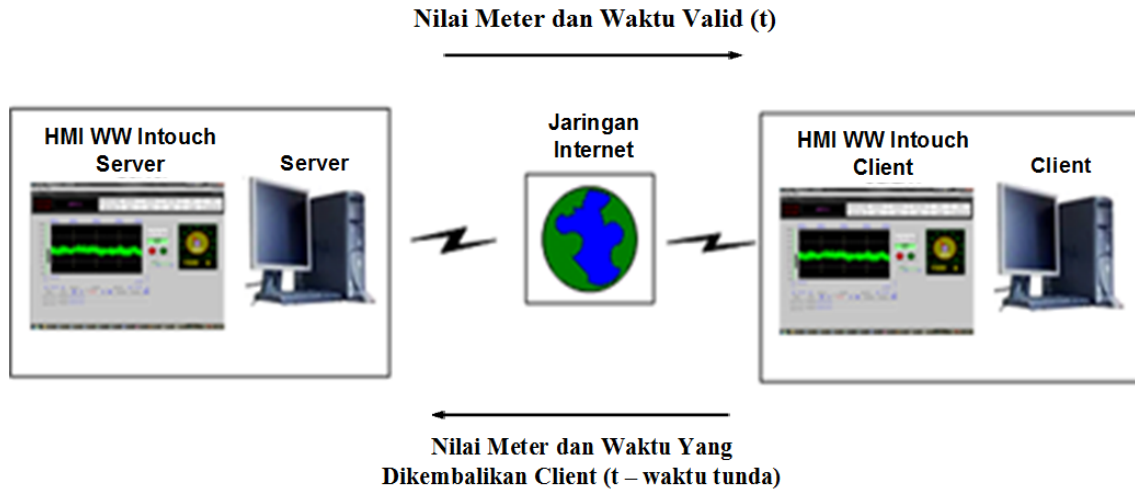 Nilai Meter dan Waktu Valid (t)
HMI WW Intouch
Server
Server
Jaringan
Internet
HMI WW Intouch
Client
Client
Nilai Meter dan Waktu Yang
Dikembalikan Client (t – waktu tunda)